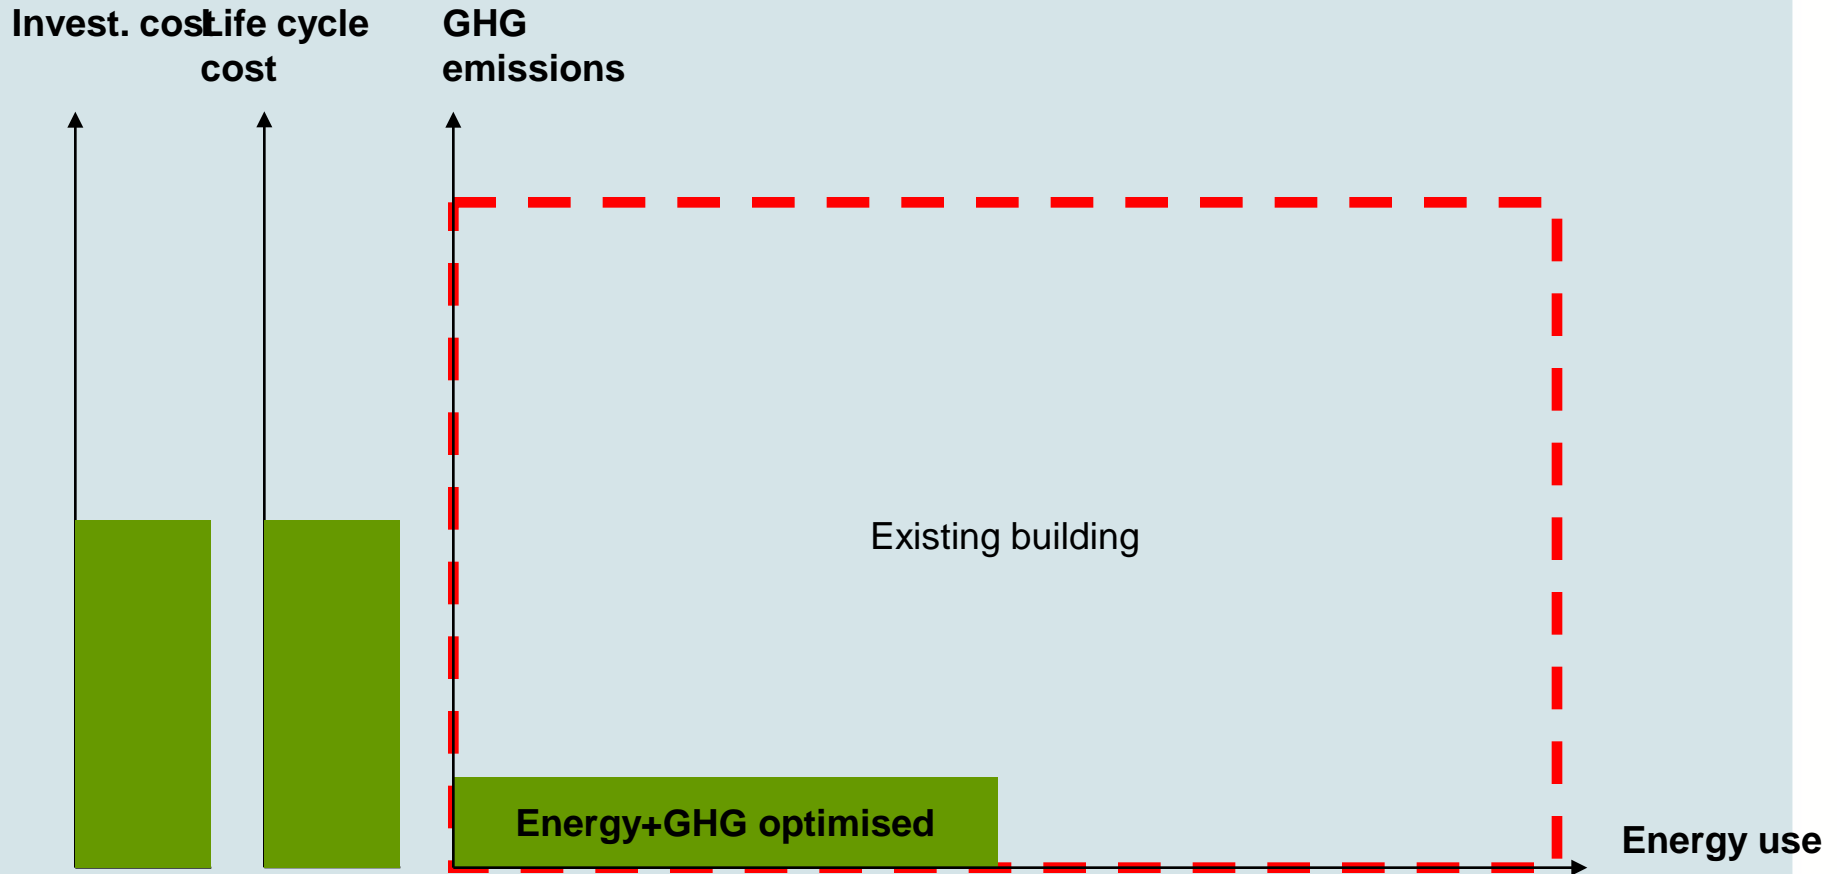 Invest. cost
Life cycle
cost
GHG
emissions
Existing building
Energy+GHG optimised
Energy use